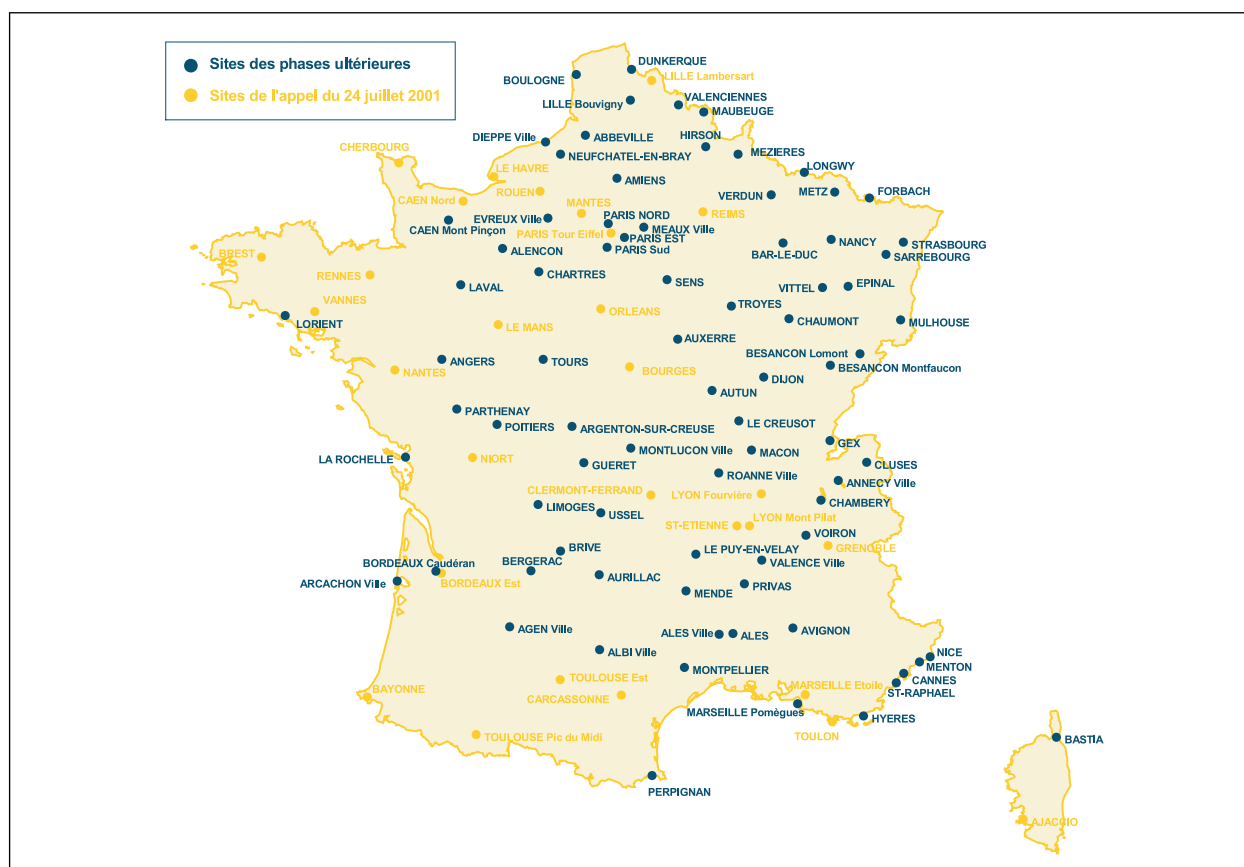 Sites des phases ultérieures
Sites de l'appel du 24 juillet 2001
DUNKERQUE
BOULOGNE
LILLE Lambersart
LILLE Bouvigny
VALENCIENNES
MAUBEUGE
DIEPPE Ville
ABBEVILLE
HIRSON
NEUFCHATEL-EN-BRAY
MEZIERES
CHERBOURG
LE HAVRE
LONGWY
AMIENS
ROUEN
VERDUN
METZ
FORBACH
CAEN Nord
MANTES
EVREUX Ville
PARIS NORD
REIMS
CAEN Mont Pinçon
MEAUX Ville
PARIS Tour Eiffel
PARIS EST
ALENCON
PARIS Sud
BAR-LE-DUC
NANCY
STRASBOURG
SARREBOURG
BREST
RENNES
CHARTRES
LAVAL
SENS
VITTEL
EPINAL
VANNES
LORIENT
ORLEANS
TROYES
CHAUMONT
MULHOUSE
LE MANS
AUXERRE
BESANCON Lomont
ANGERS
TOURS
BOURGES
BESANCON Montfaucon
NANTES
DIJON
AUTUN
PARTHENAY
POITIERS
ARGENTON-SUR-CREUSE
LE CREUSOT
GEX
MONTLUCON Ville
MACON
LA ROCHELLE
NIORT
GUERET
CLUSES
ROANNE Ville
ANNECY Ville
CLERMONT-FERRAND
LYON Fourvière
CHAMBERY
LIMOGES
USSEL
ST-ETIENNE
LYON Mont Pilat
VOIRON
GRENOBLE
BRIVE
LE PUY-EN-VELAY
BORDEAUX Caudéran
BERGERAC
VALENCE Ville
ARCACHON Ville
BORDEAUX Est
AURILLAC
PRIVAS
MENDE
AGEN Ville
ALES Ville
ALES
AVIGNON
ALBI Ville
NICE
MENTON
MONTPELLIER
CANNES
TOULOUSE Est
BAYONNE
CARCASSONNE
MARSEILLE Etoile
ST-RAPHAEL
MARSEILLE Pomègues
HYERES
TOULON
TOULOUSE Pic du Midi
BASTIA
PERPIGNAN
AJACCIO